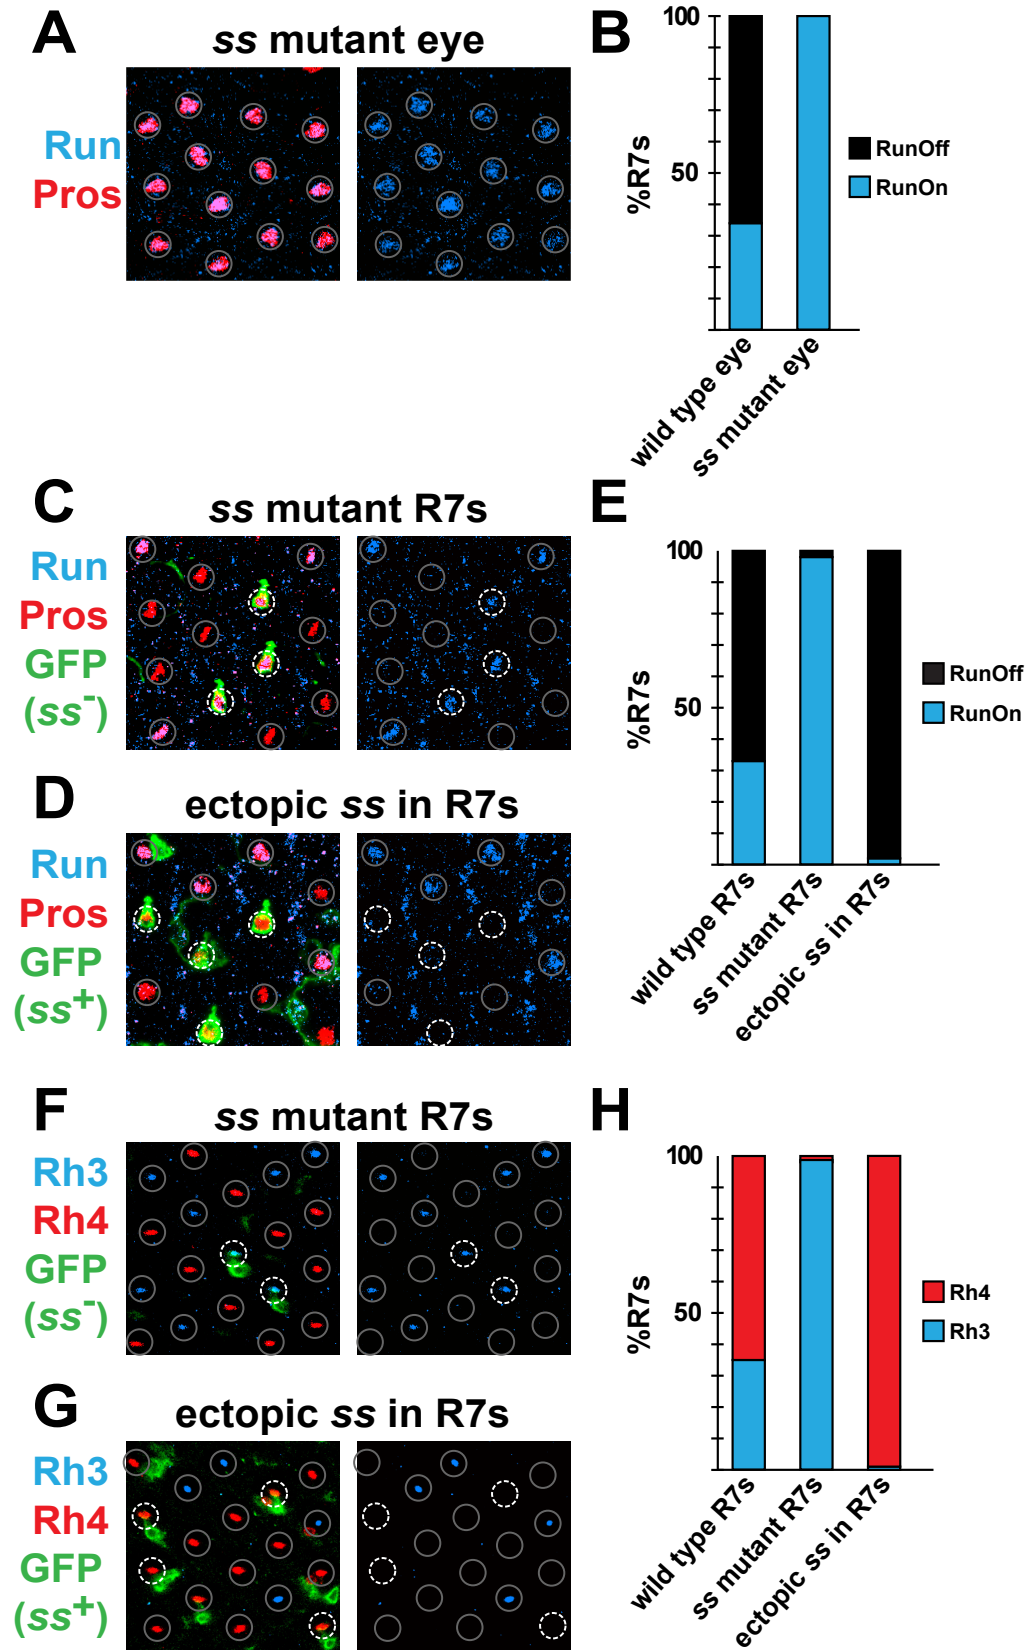 A
ss mutant eye
Run
Pros
B
100
50
%R7s
RunOff
RunOn
wild type eye
ss mutant eye
C
ss mutant R7s
Run
Pros
GFP
(ss-)
D
ectopic ss in R7s
Run
Pros
GFP
(ss+)
E
100
50
%R7s
RunOff
RunOn
wild type R7s
ss mutant R7s
ectopic ss in R7s
F
ss mutant R7s
Rh3
Rh4
GFP
(ss-)
G
ectopic ss in R7s
Rh3
Rh4
GFP
(ss+)
H
100
50
%R7s
Rh4
Rh3
wild type R7s
ss mutant R7s
ectopic ss in R7s